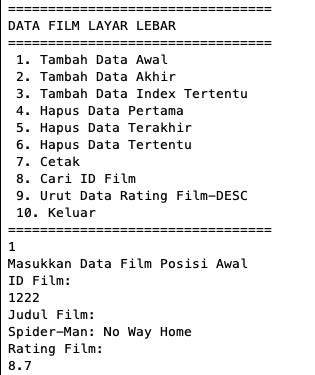 =================================
DATA FILM LAYAR LEBAR
=================================
1. Tambah Data Awal
2. Tambah Data Akhir
3. Tambah Data Index Tertentu
4. Hapus Data Pertama
5. Hapus Data Terakhir
6. Hapus Data Tertentu
7. Cetak
8. Cari ID Film
9. Urut Data Rating Film-DESC
10. Keluar
=================================
1
Masukkan Data Film Posisi Awal
ID Film:
1222
Judul Film:
Spider-Man: No Way Home
Rating Film:
8.7